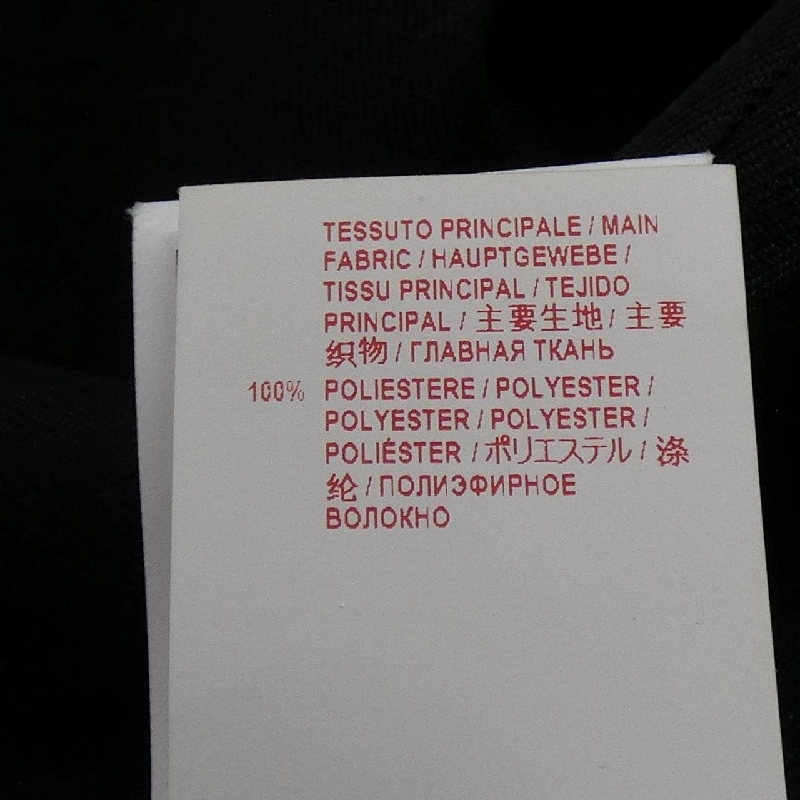 TESSUTO PRINCIPALE / MAIN
FABRIC / HAUPTGEWEBE /
TISSU PRINCIPAL / TEJIDO
PRINCIPAL / 主要生地 / 主要
织物 / ГЛАВНАЯ ТКАНЬ
100% POLIESTERE / POLYESTER /
POLYESTER / POLYESTER /
POLIÉSTER / ポリエステル / 涤
纶 / ПОЛИЭФИРНОЕ
ВОЛОКНО